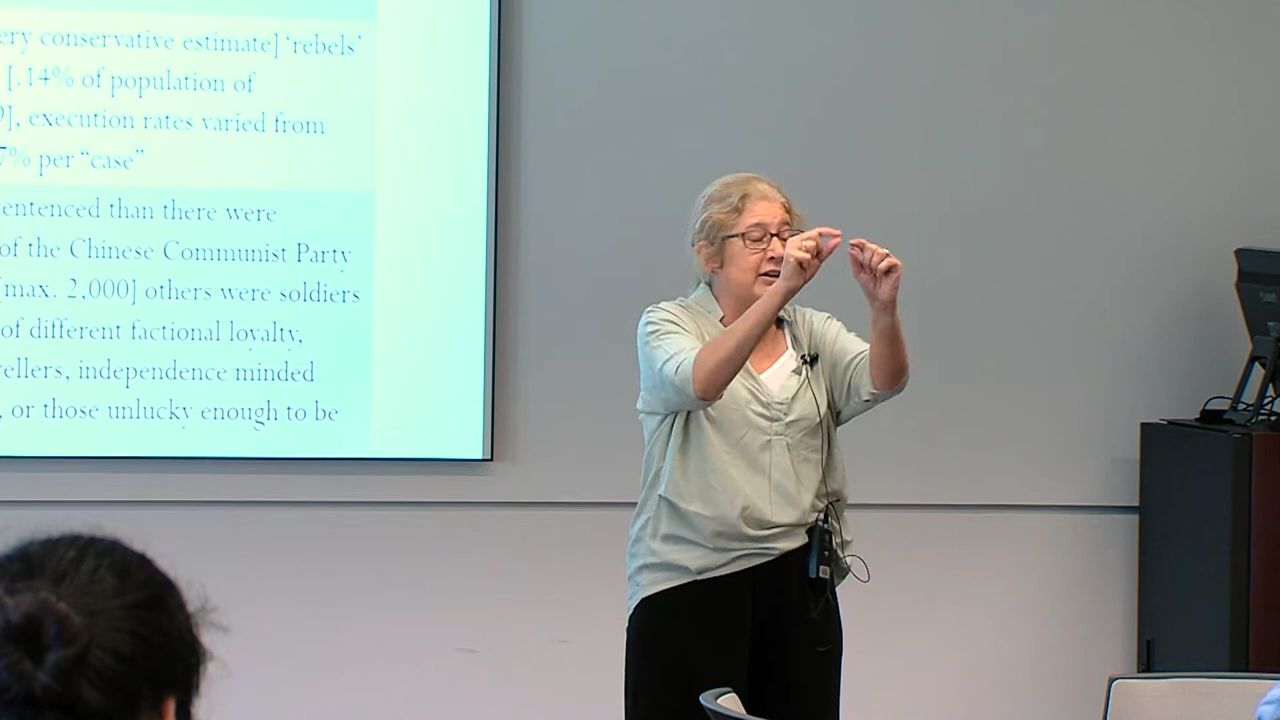 ery conservative estimate] ‘rebels’
[.14% of population of
], execution rates varied from
7% per “case”
entenced than there were
of the Chinese Communist Party
[max. 2,000] others were soldiers
of different factional loyalty,
ellers, independence minded
, or those unlucky enough to be